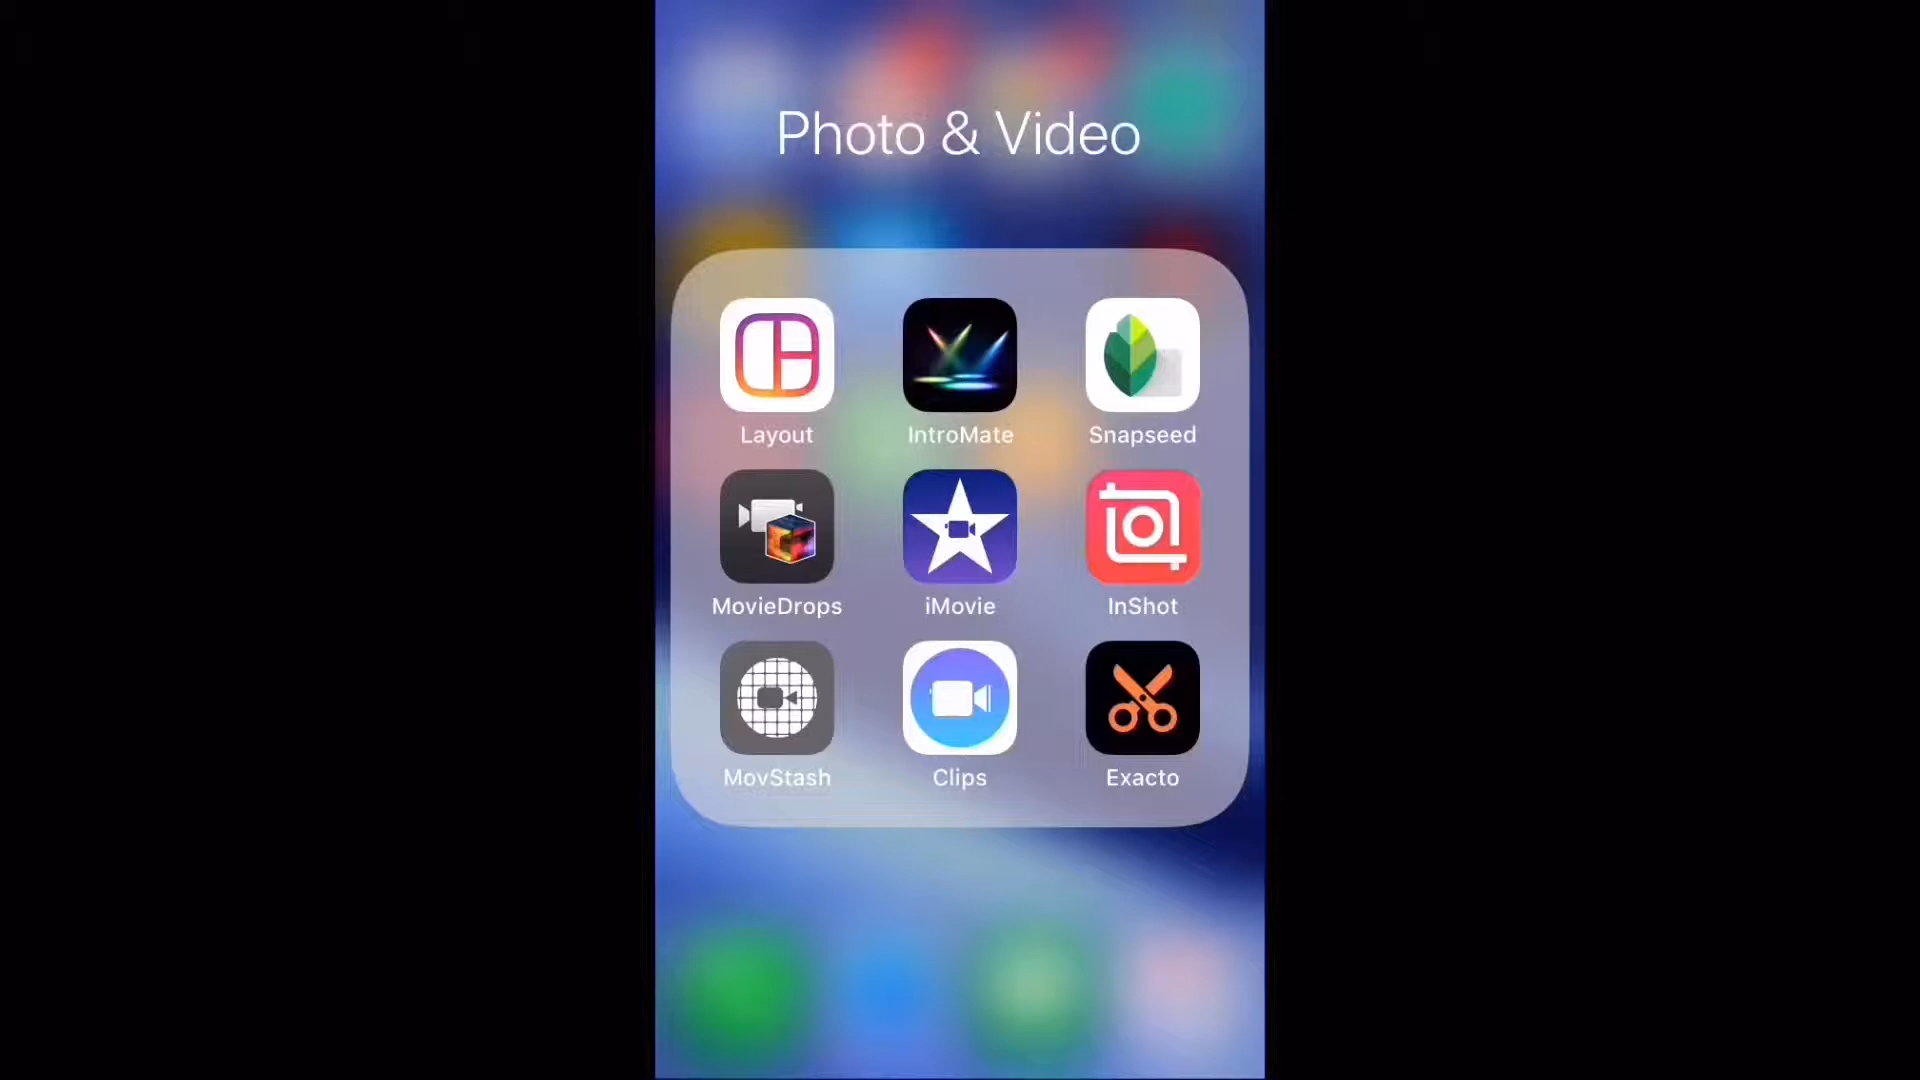 Photo & Video
Layout IntroMate Snapseed
MovieDrops iMovie InShot
MovStash Clips Exacto